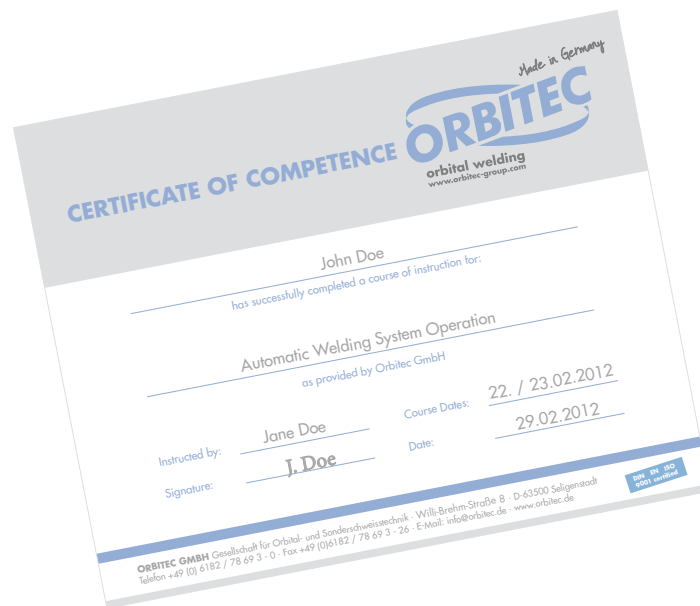 Made in Germany
ORBITEC
orbital welding
www.orbitec-group.com
CERTIFICATE OF COMPETENCE
John Doe
has successfully completed a course of instruction for:
Automatic Welding System Operation
as provided by Orbitec GmbH
Instructed by: Jane Doe Course Dates: 22. / 23.02.2012
Signature: J. Doe Date: 29.02.2012
DIN EN ISO
9001 certified
ORBITEC GMBH Gesellschaft für Orbital- und Sonderschweisstechnik · Willi-Brehm-Straße 8 · D-63500 Seligenstadt
Telefon +49 (0) 6182 / 78 69 3 - 0 · Fax +49 (0)6182 / 78 69 3 - 26 · E-Mail: info@orbitec.de · www.orbitec.de